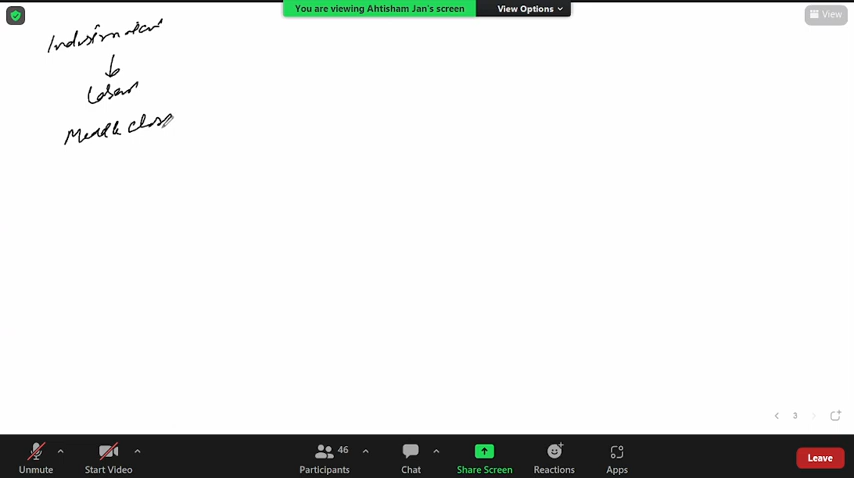 You are viewing Ahtisham Jan's screen
View Options
View
Labour
Middle class
3
46
Unmute
Start Video
Participants
Chat
Share Screen
Reactions
Apps
Leave